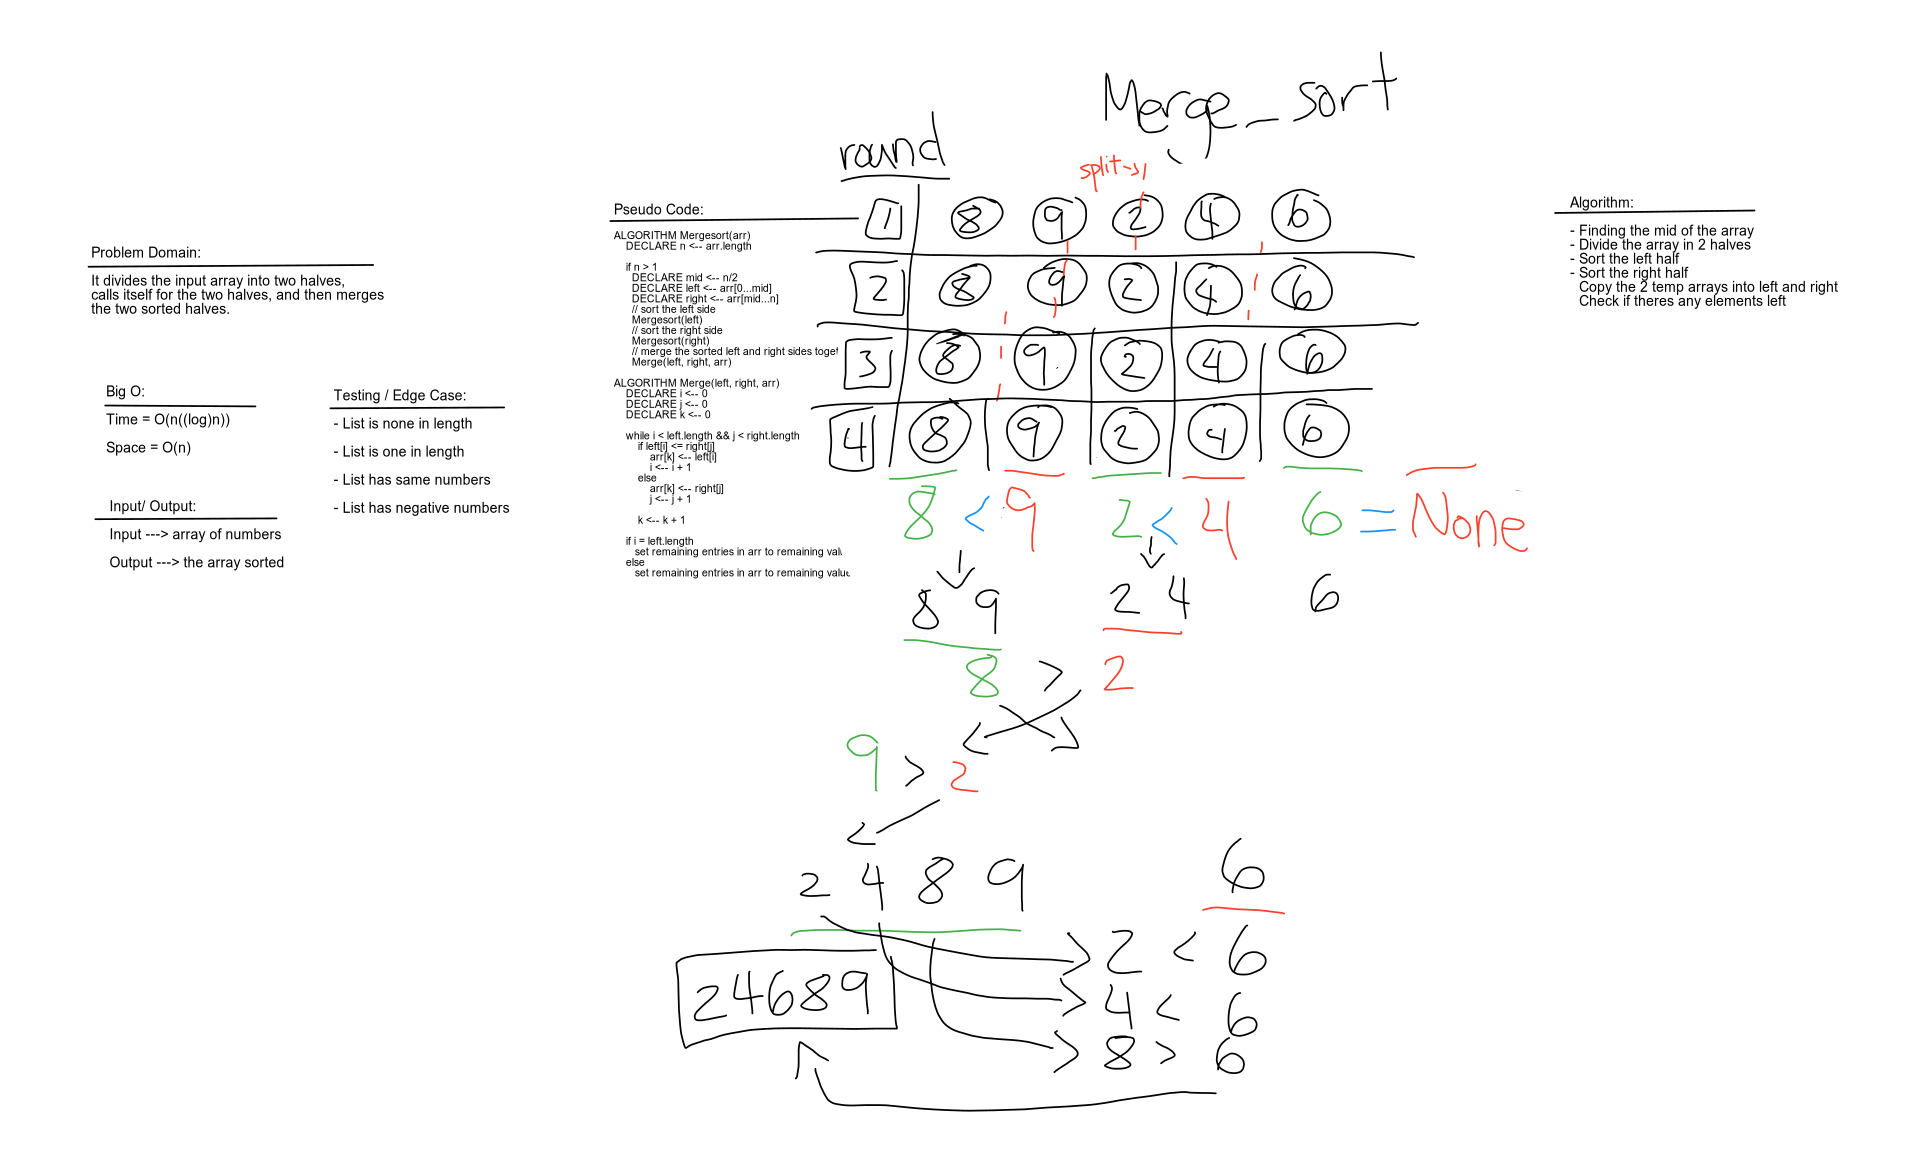 Merge_sort
round
split->
1 8 9 2 4 6
2 8 9 2 4 6
3 8 9 2 4 6
4 8 9 2 4 6
8 < 9 2 < 4 6 = None
8 9 2 4 6
8 > 2
9 > 2
2 4 8 9 6
2 < 6
4 < 6
8 > 6
24689
Problem Domain:
It divides the input array into two halves,
calls itself for the two halves, and then merges
the two sorted halves.
Big O:
Time = O(n((log)n))
Space = O(n)
Testing / Edge Case:
- List is none in length
- List is one in length
- List has same numbers
- List has negative numbers
Input/ Output:
Input ---> array of numbers
Output ---> the array sorted
Pseudo Code:
ALGORITHM Mergesort(arr)
DECLARE n <-- arr.length
if n > 1
DECLARE mid <-- n/2
DECLARE left <-- arr[0...mid]
DECLARE right <-- arr[mid...n]
// sort the left side
Mergesort(left)
// sort the right side
Mergesort(right)
// merge the sorted left and right sides
Merge(left, right, arr)
ALGORITHM Merge(left, right, arr)
DECLARE i <-- 0
DECLARE j <-- 0
DECLARE k <-- 0
while i < left.length && j < right.length
if left[i] <= right[j]
arr[k] <-- left[i]
i <-- i + 1
else
arr[k] <-- right[j]
j <-- j + 1
k <-- k + 1
if i = left.length
set remaining entries in arr to remaining
else
set remaining entries in arr to remaining
Algorithm:
- Finding the mid of the array
- Divide the array in 2 halves
- Sort the left half
- Sort the right half
Copy the 2 temp arrays into left and right
Check if theres any elements left